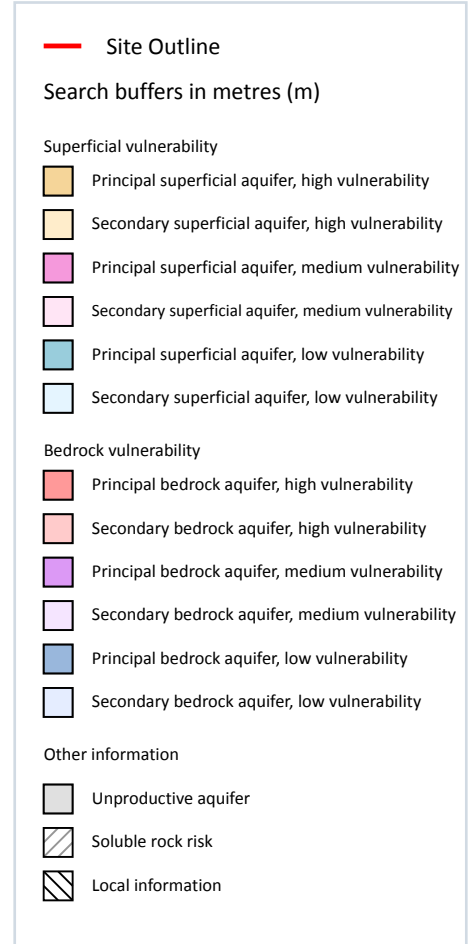 Site Outline
Search buffers in metres (m)
Superficial vulnerability
Principal superficial aquifer, high vulnerability
Secondary superficial aquifer, high vulnerability
Principal superficial aquifer, medium vulnerability
Secondary superficial aquifer, medium vulnerability
Principal superficial aquifer, low vulnerability
Secondary superficial aquifer, low vulnerability
Bedrock vulnerability
Principal bedrock aquifer, high vulnerability
Secondary bedrock aquifer, high vulnerability
Principal bedrock aquifer, medium vulnerability
Secondary bedrock aquifer, medium vulnerability
Principal bedrock aquifer, low vulnerability
Secondary bedrock aquifer, low vulnerability
Other information
Unproductive aquifer
Soluble rock risk
Local information